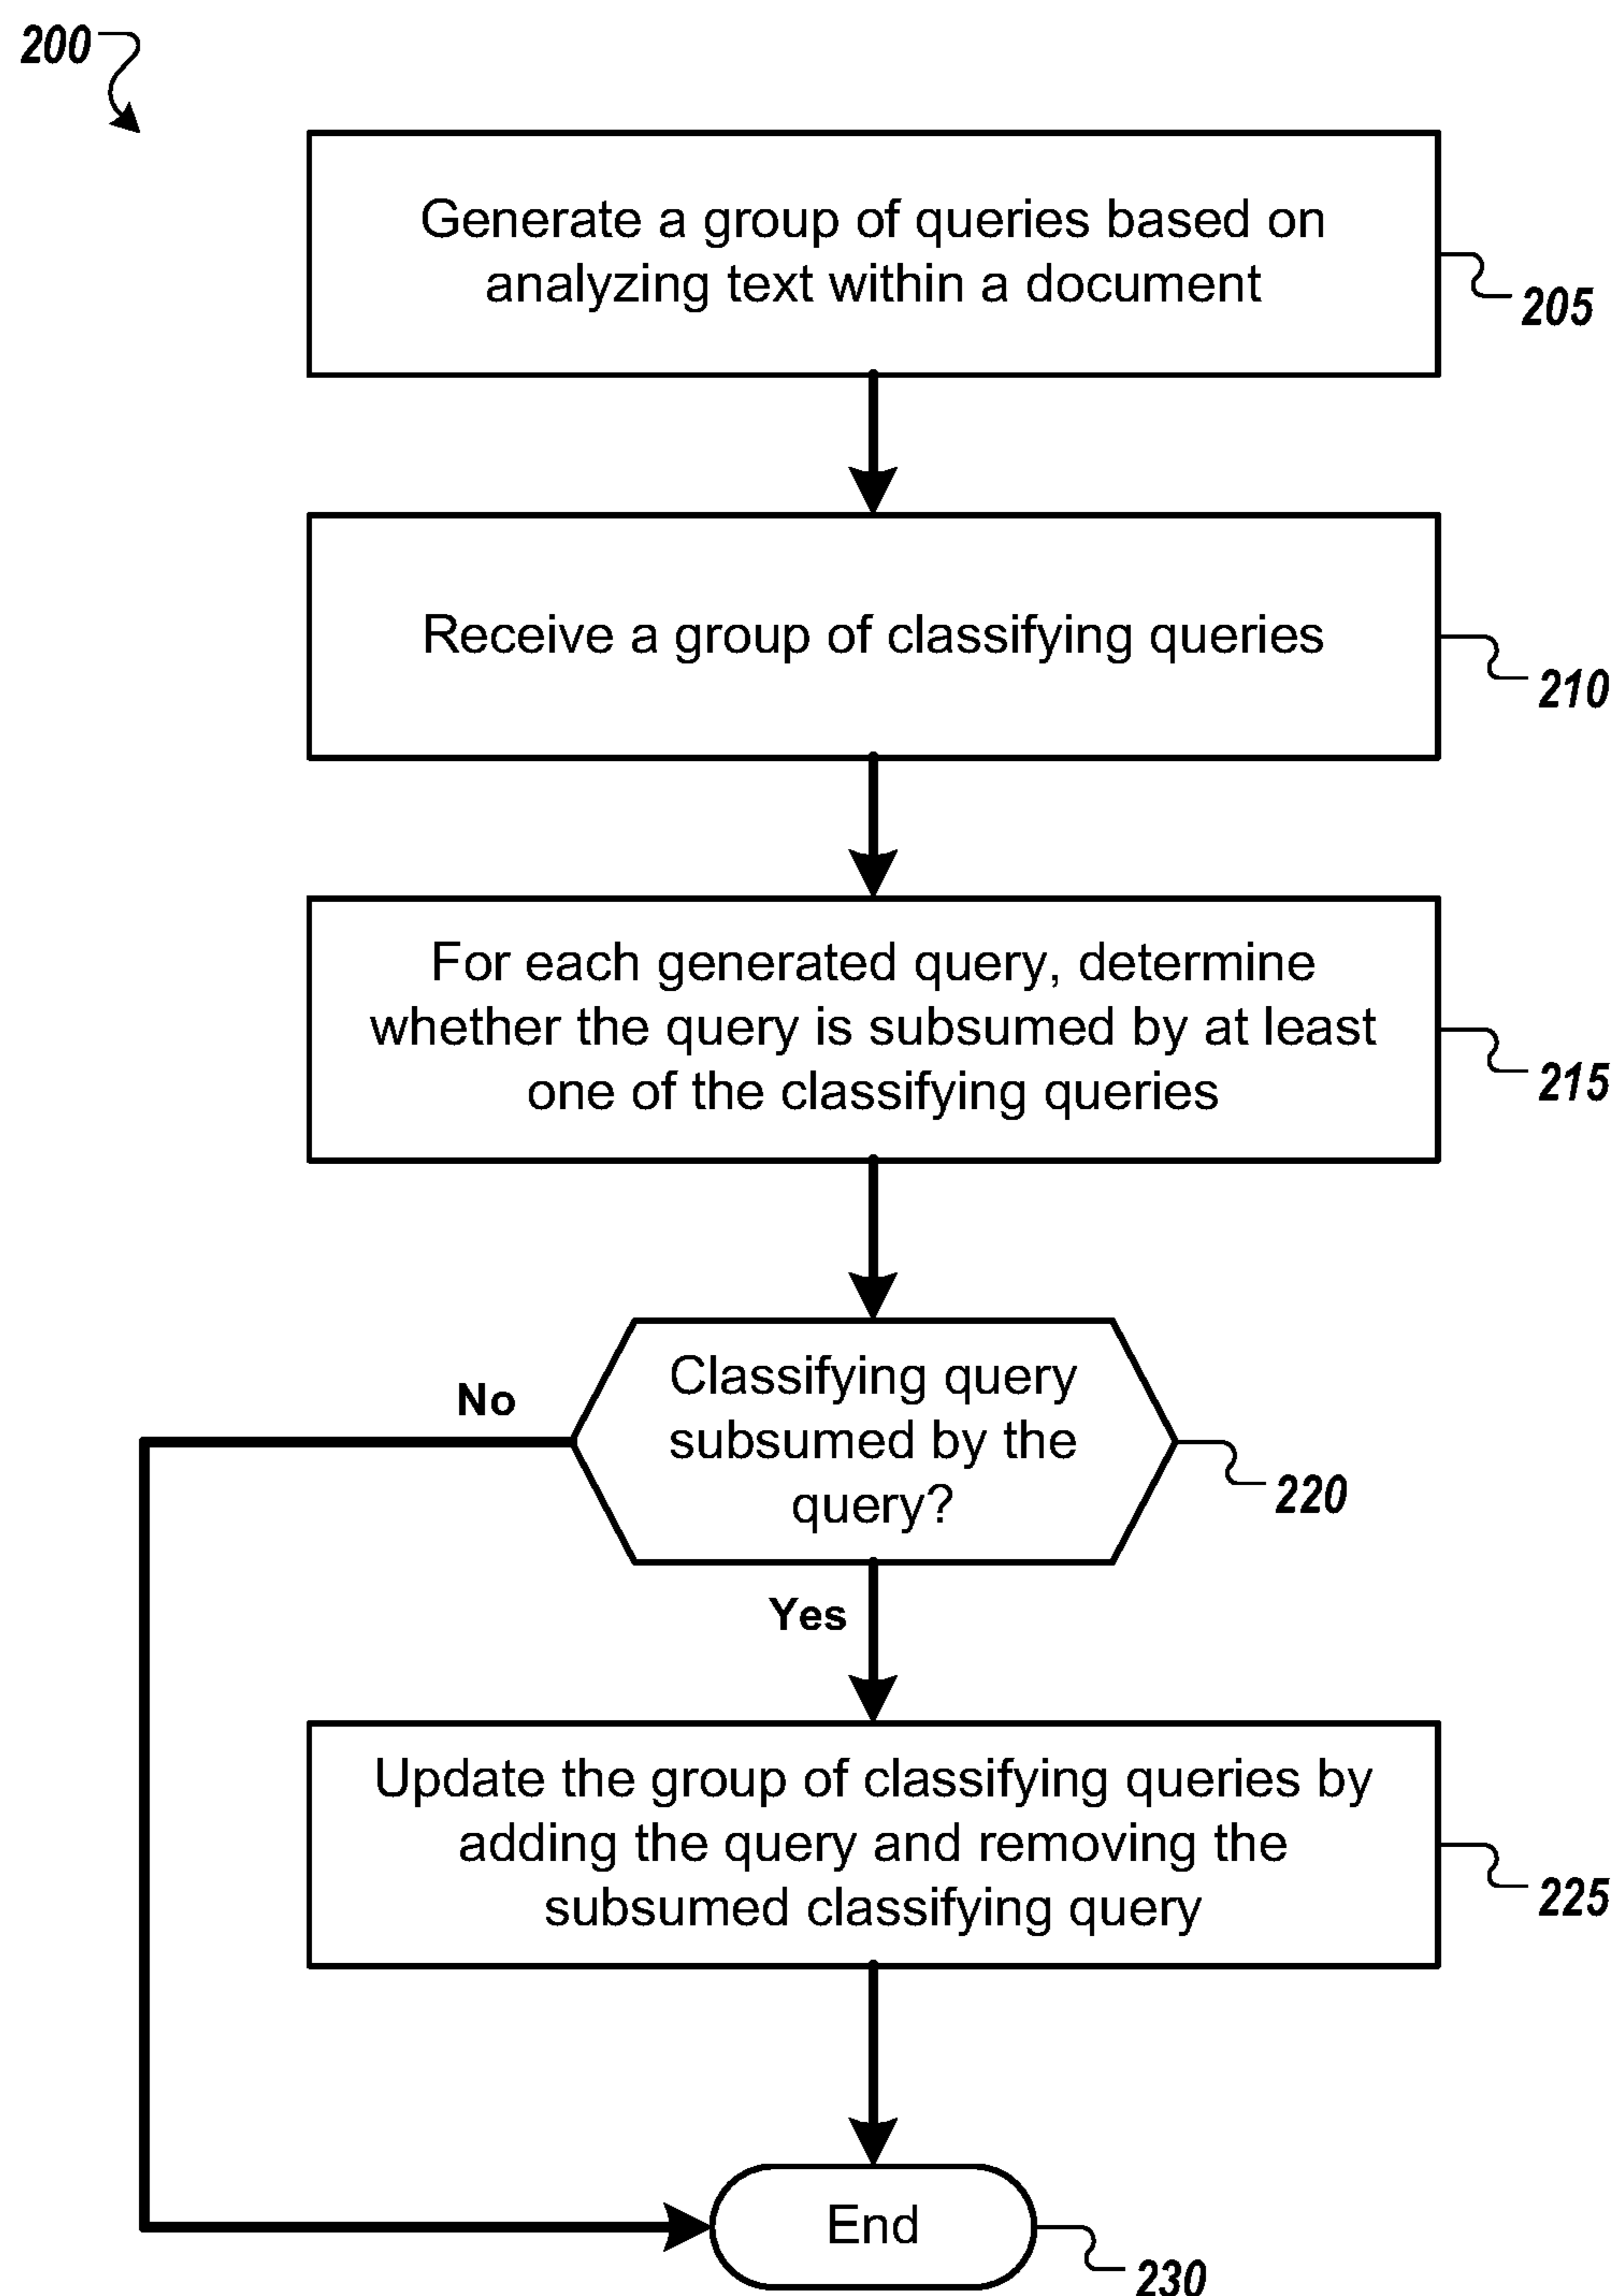 200
Generate a group of queries based on
analyzing text within a document
205
Receive a group of classifying queries
210
For each generated query, determine
whether the query is subsumed by at least
one of the classifying queries
215
Classifying query
subsumed by the
query?
No
220
Yes
Update the group of classifying queries by
adding the query and removing the
subsumed classifying query
225
End
230